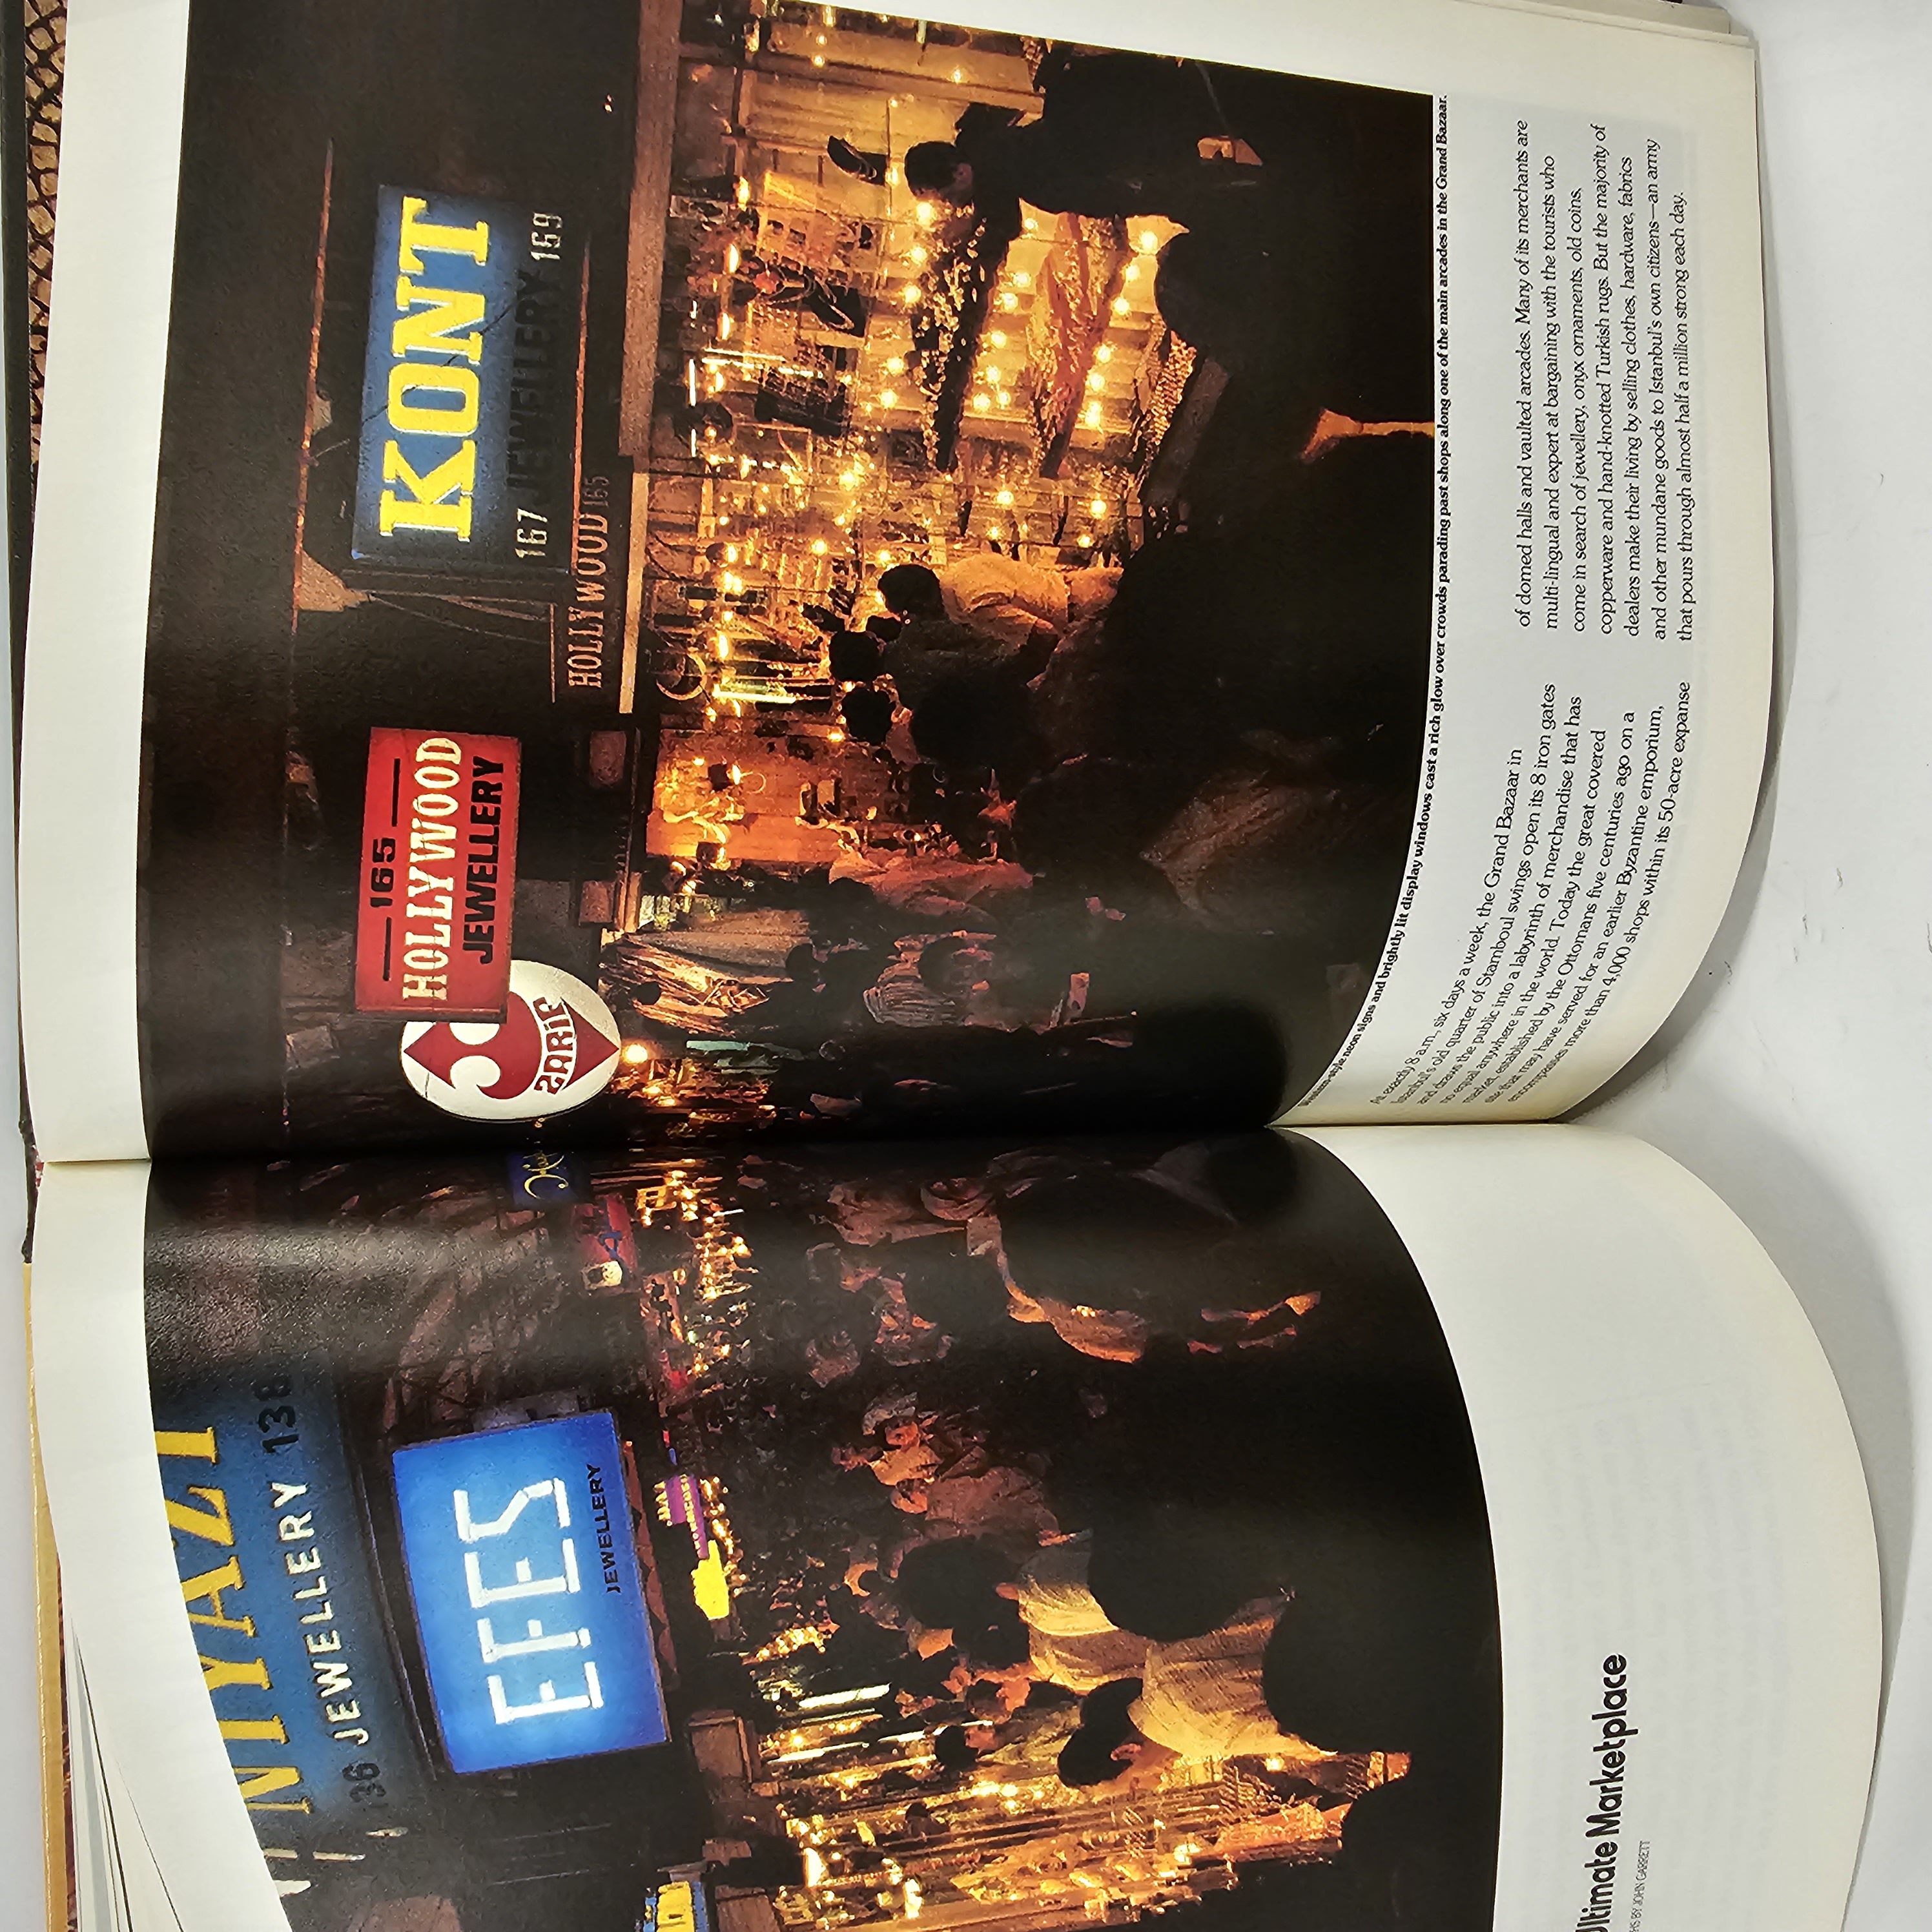 NIYAZI
136 JEWELLERY 138
EFES
JEWELLERY
ZARIF
165
HOLLYWOOD
JEWELLERY
KONT
167 JEWELLERY 169
HOLLYWOOD 165
Western-style neon signs and brightly lit display windows cast a rich glow over crowds parading past shops along one of the main arcades in the Grand Bazaar.
Ultimate Marketplace
HS BY JOHN GARRETT
At exactly 8 a.m., six days a week, the Grand Bazaar in
Istanbul's old quarter of Stamboul swings open its 8 iron gates
and draws the public into a labyrinth of merchandise that has
no equal anywhere in the world. Today the great covered
market, established by the Ottomans five centuries ago on a
site that may have served for an earlier Byzantine emporium,
encompasses more than 4,000 shops within its 50-acre expanse
of domed halls and vaulted arcades. Many of its merchants are
multi-lingual and expert at bargaining with the tourists who
come in search of jewellery, onyx ornaments, old coins,
copperware and hand-knotted Turkish rugs. But the majority of
dealers make their living by selling clothes, hardware, fabrics
and other mundane goods to Istanbul's own citizens—an army
that pours through almost half a million strong each day.